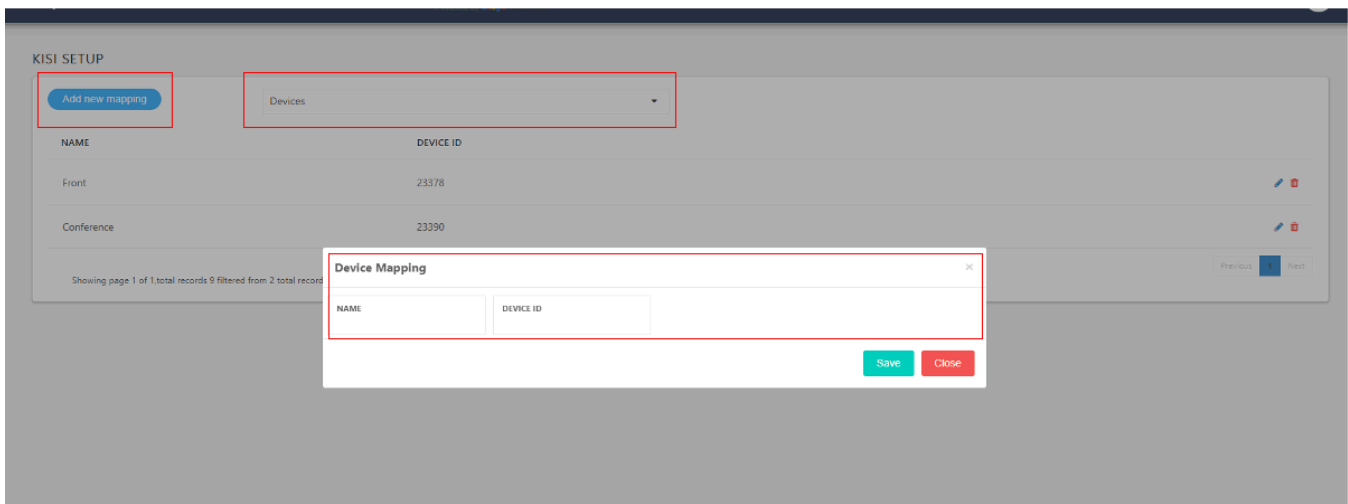 KISI SETUP
Add new mapping
Devices
NAME DEVICE ID
Front 23378
Conference 23390
Showing page 1 of 1,total records 9 filtered from 2 total record
Previous 1 Next
Device Mapping ×
NAME DEVICE ID
Save Close